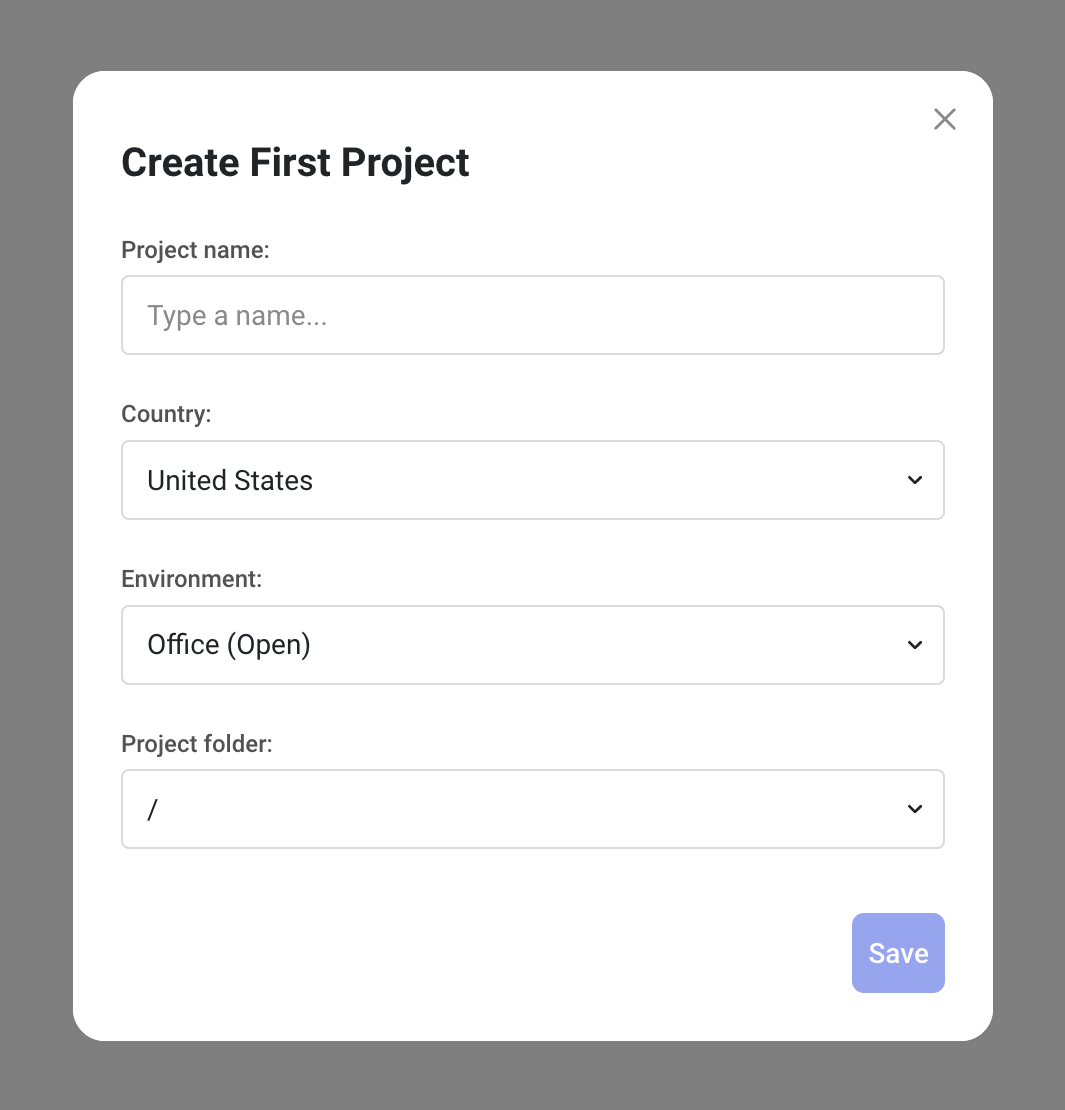 Create First Project
Project name:
Type a name...
Country:
United States
Environment:
Office (Open)
Project folder:
/
Save